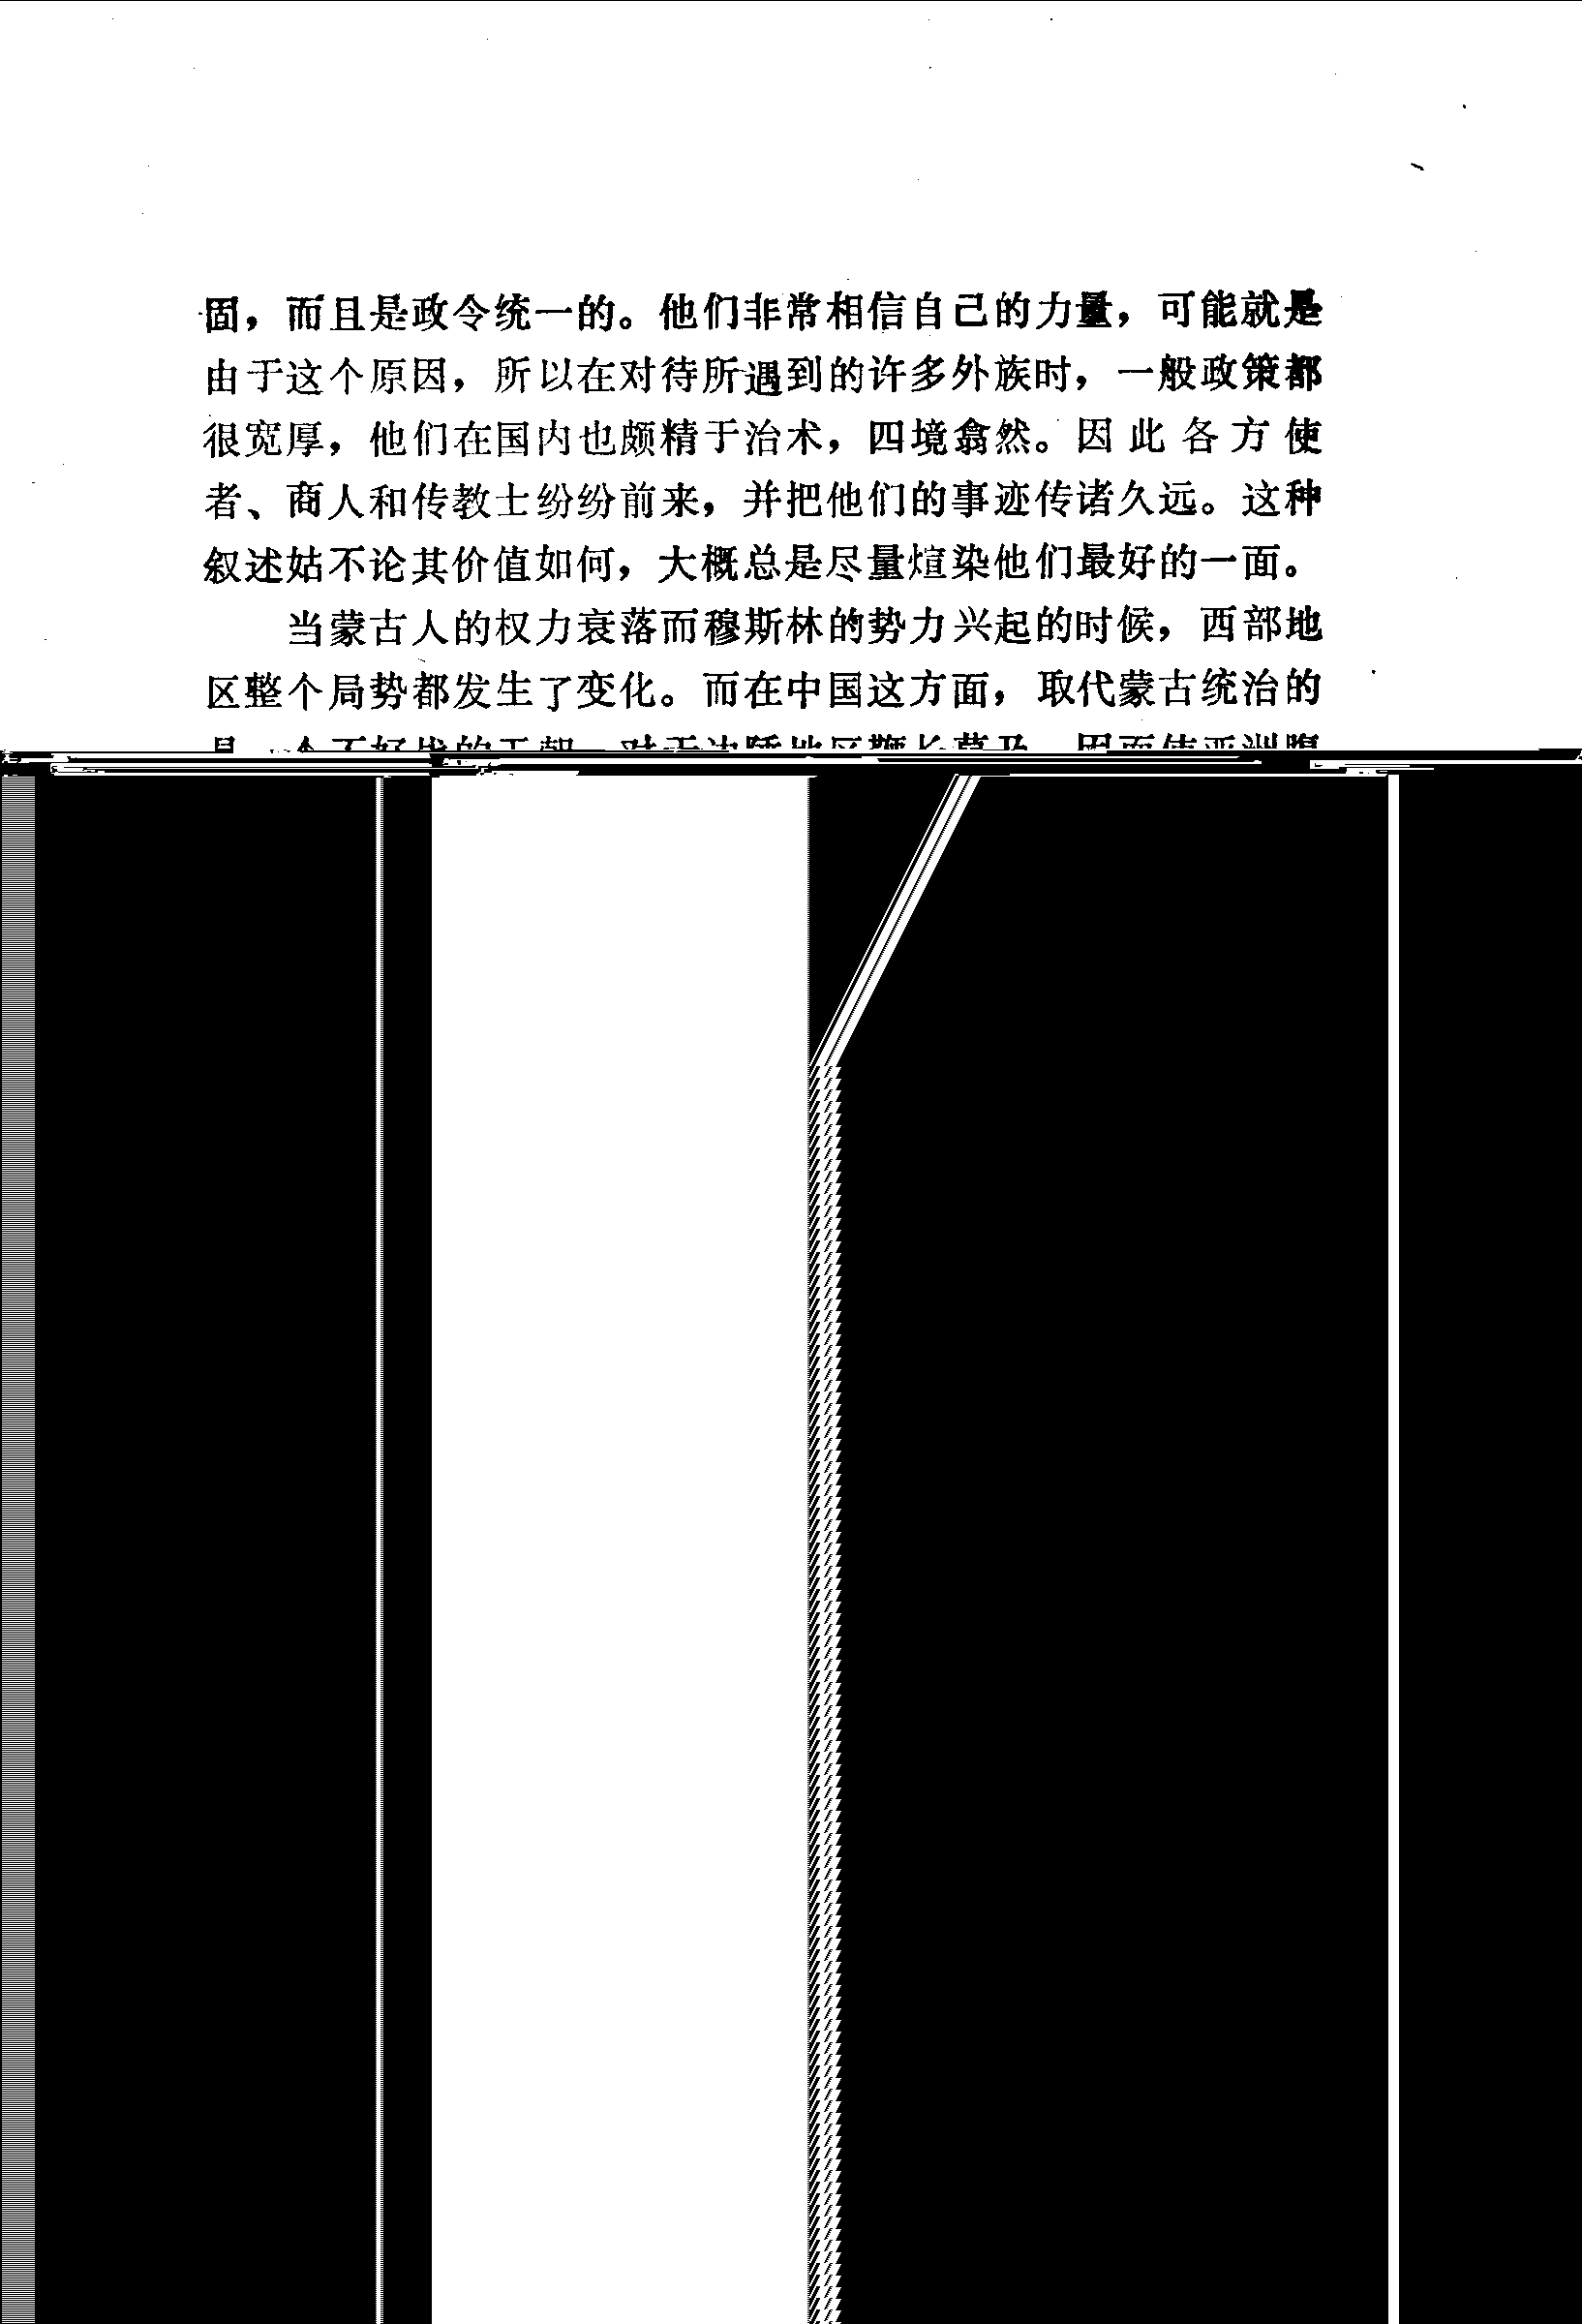 固，而且是政令统一的。他们非常相信自己的力量，可能就是
由于这个原因，所以在对待所遇到的许多外族时，一般政策都
很宽厚，他们在国内也颇精于治术，四境翕然。因此各方使
者、商人和传教士纷纷前来，并把他们的事迹传诸久远。这种
叙述姑不论其价值如何，大概总是尽量煊染他们最好的一面。
当蒙古人的权力衰落而穆斯林的势力兴起的时候，西部地
区整个局势都发生了变化。而在中国这方面，取代蒙古统治的